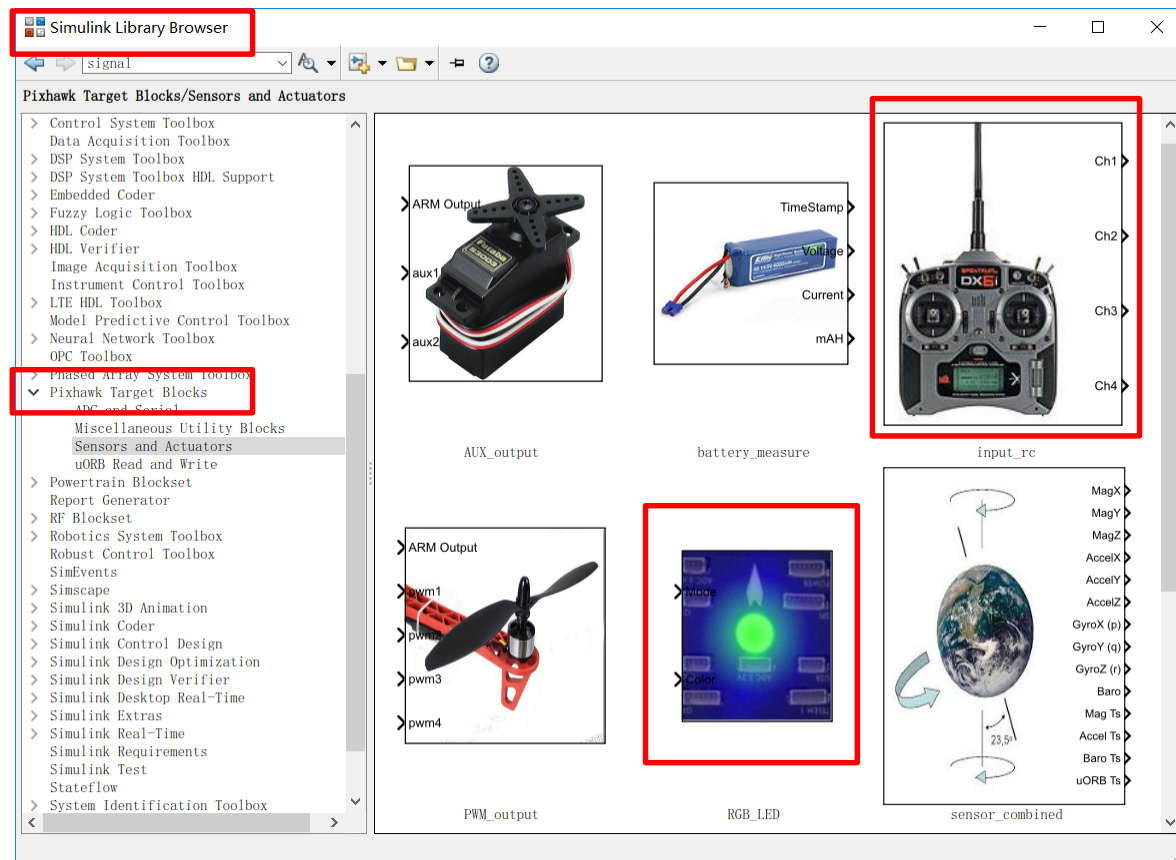 Simulink Library Browser
signal
Pixhawk Target Blocks/Sensors and Actuators
Control System Toolbox
Data Acquisition Toolbox
DSP System Toolbox
DSP System Toolbox HDL Support
Embedded Coder
Fuzzy Logic Toolbox
HDL Coder
HDL Verifier
Image Acquisition Toolbox
Instrument Control Toolbox
LTE HDL Toolbox
Model Predictive Control Toolbox
Neural Network Toolbox
OPC Toolbox
Phased Array System Toolbox
Pixhawk Target Blocks
ADC and Serial
Miscellaneous Utility Blocks
Sensors and Actuators
uORB Read and Write
Powertrain Blockset
Report Generator
RF Blockset
Robotics System Toolbox
Robust Control Toolbox
SimEvents
Simscape
Simulink 3D Animation
Simulink Coder
Simulink Control Design
Simulink Design Optimization
Simulink Design Verifier
Simulink Desktop Real-Time
Simulink Extras
Simulink Real-Time
Simulink Requirements
Simulink Test
Stateflow
System Identification Toolbox
ARM Output
aux1
aux2
Futaba
S3003
AUX_output
TimeStamp
Voltage
Current
mAH
battery_measure
Ch1
Ch2
Ch3
Ch4
SPEKTRUM
DX6i
input_rc
ARM Output
pwm1
pwm2
pwm3
pwm4
PWM_output
Mode
Color
RGB_LED
MagX
MagY
MagZ
AccelX
AccelY
AccelZ
GyroX (p)
GyroY (q)
GyroZ (r)
Baro
Mag Ts
Accel Ts
Baro Ts
uORB Ts
23,5º
sensor_combined